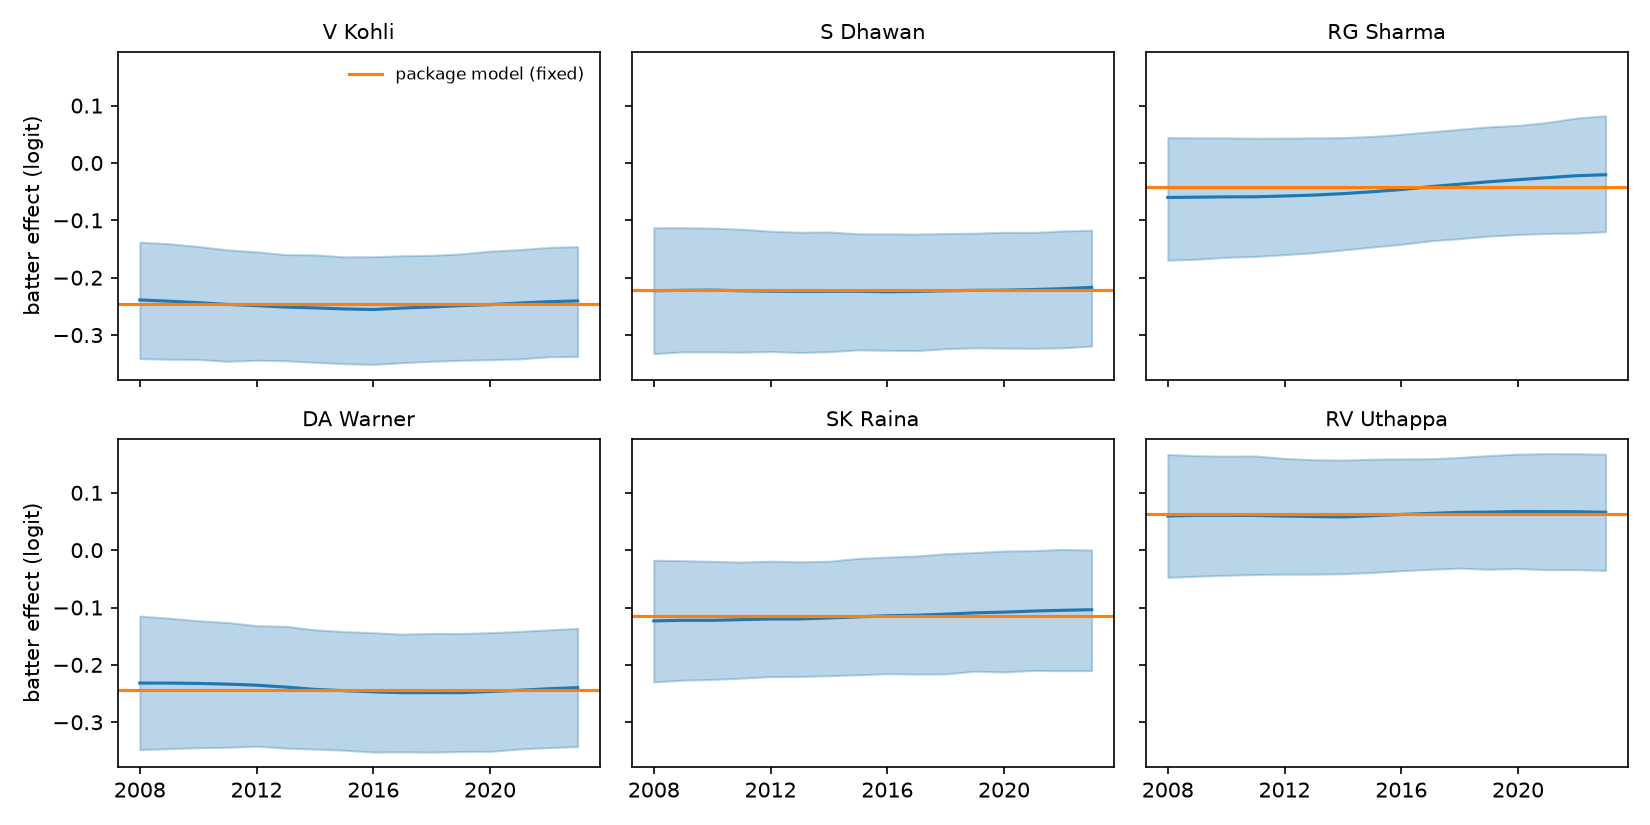 V Kohli
S Dhawan
RG Sharma
package model (fixed)
batter effect (logit)
0.1
0.0
−0.1
−0.2
−0.3
DA Warner
SK Raina
RV Uthappa
batter effect (logit)
0.1
0.0
−0.1
−0.2
−0.3
2008 2012 2016 2020
2008 2012 2016 2020
2008 2012 2016 2020